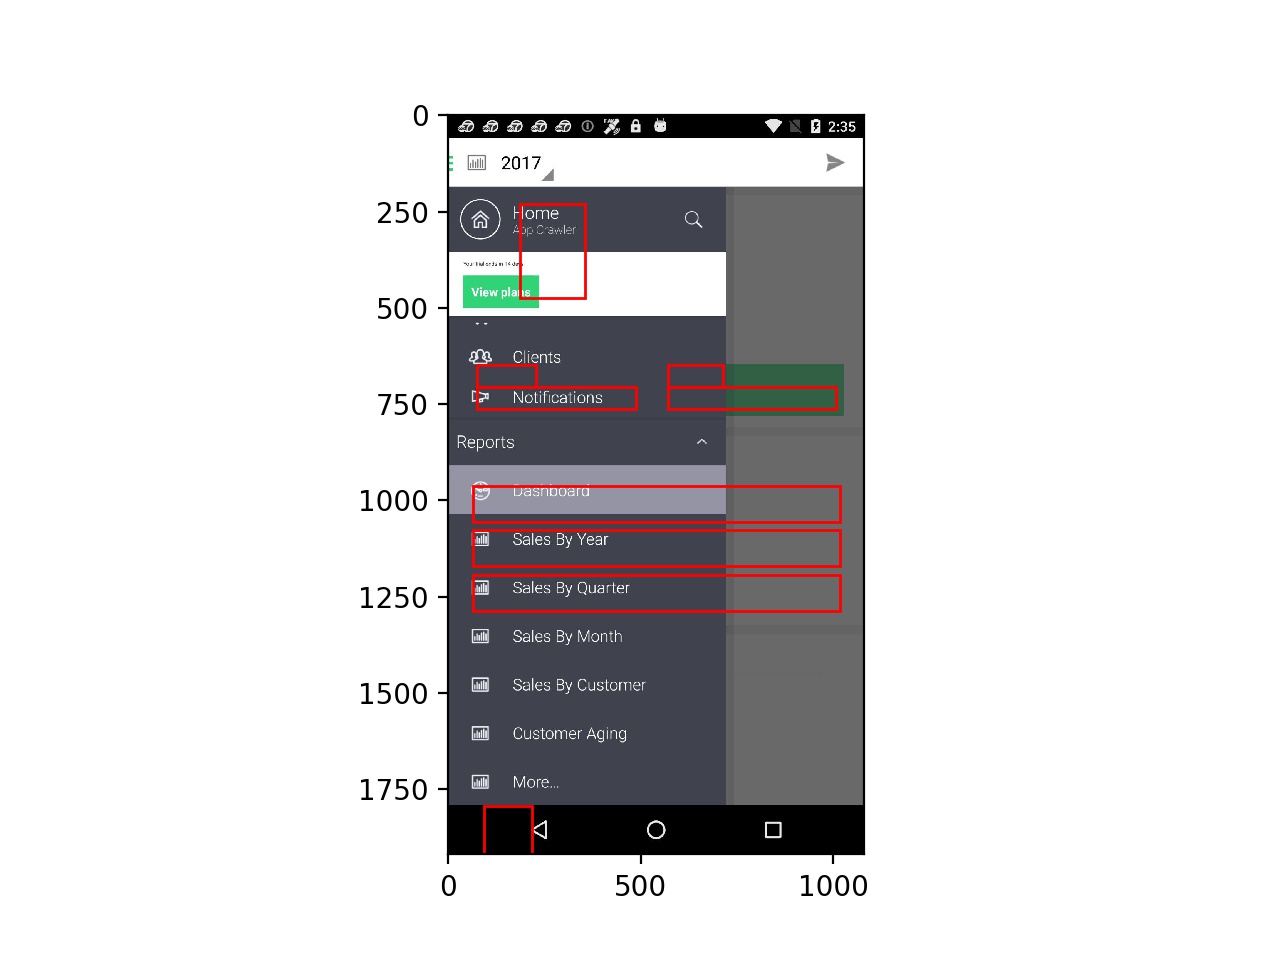 0
250
500
750
1000
1250
1500
1750
0
500
1000
2:35
2017
Home
App Crawler
Your trial ends in 14 days
View plans
Clients
Notifications
Reports
Dashboard
Sales By Year
Sales By Quarter
Sales By Month
Sales By Customer
Customer Aging
More...